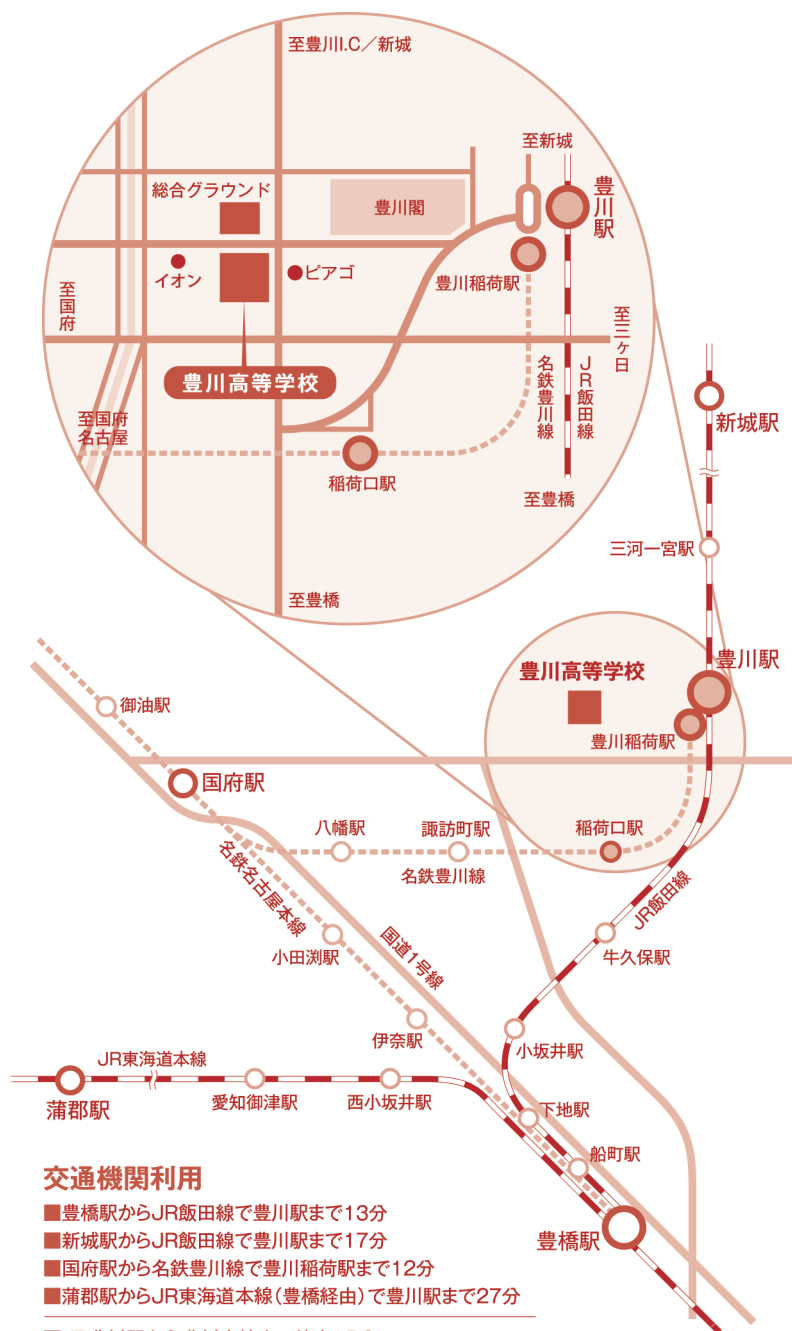 至豊川I.C／新城
至新城
総合グラウンド
豊川閣
豊川駅
イオン
ピアゴ
豊川稲荷駅
至国府
至三ヶ日
豊川高等学校
名鉄豊川線
JR飯田線
至国府
名古屋
稲荷口駅
至豊橋
至豊橋
新城駅
三河一宮駅
豊川高等学校
豊川駅
豊川稲荷駅
御油駅
国府駅
八幡駅
諏訪町駅
稲荷口駅
名鉄豊川線
名鉄名古屋本線
JR飯田線
国道1号線
牛久保駅
小田渕駅
伊奈駅
小坂井駅
JR東海道本線
蒲郡駅
愛知御津駅
西小坂井駅
下地駅
船町駅
豊橋駅
交通機関利用
■豊橋駅からJR飯田線で豊川駅まで13分
■新城駅からJR飯田線で豊川駅まで17分
■国府駅から名鉄豊川線で豊川稲荷駅まで12分
■蒲郡駅からJR東海道本線（豊橋経由）で豊川駅まで27分